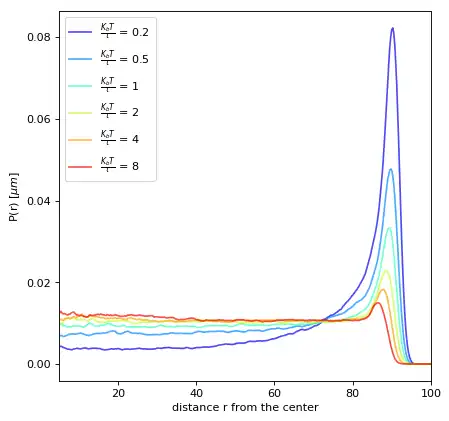 0.08
0.06
0.04
0.02
0.00
P(r) [μm]
K_bT/ε = 0.2
K_bT/ε = 0.5
K_bT/ε = 1
K_bT/ε = 2
K_bT/ε = 4
K_bT/ε = 8
20 40 60 80 100
distance r from the center